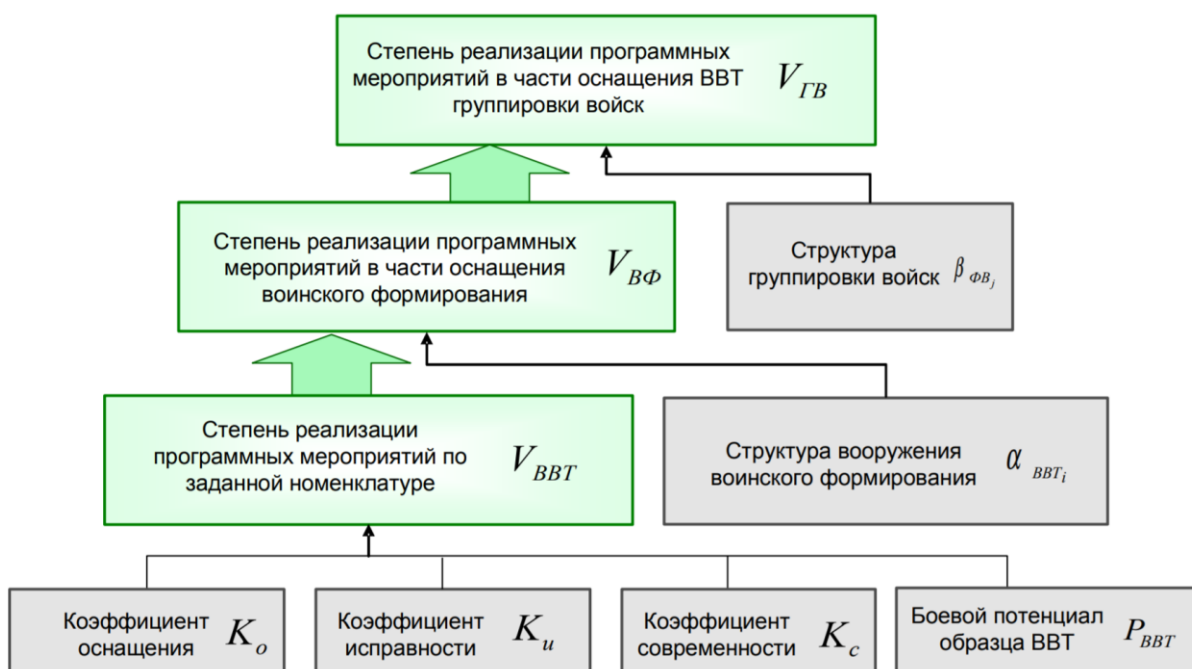 Степень реализации программных
мероприятий в части оснащения ВВТ
группировки войск
V_ГВ
Степень реализации программных
мероприятий в части оснащения
воинского формирования
V_ВФ
Структура
группировки войск β_ФВ_j
Степень реализации
программных мероприятий по
заданной номенклатуре
V_ВВТ
Структура вооружения
воинского формирования
α_ВВТ_i
Коэффициент
оснащения
K_о
Коэффициент
исправности
K_и
Коэффициент
современности
K_с
Боевой потенциал
образца ВВТ
P_ВВТ